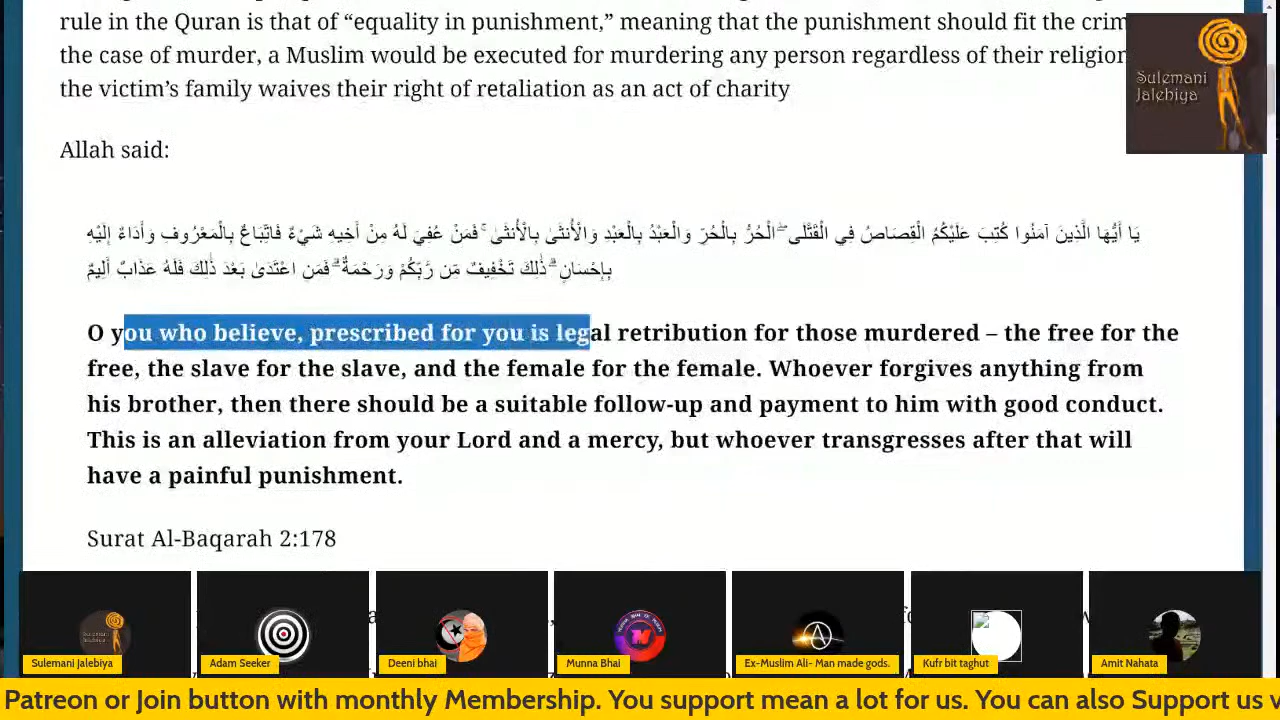 rule in the Quran is that of “equality in punishment,” meaning that the punishment should fit the crim
the case of murder, a Muslim would be executed for murdering any person regardless of their religion
the victim’s family waives their right of retaliation as an act of charity
Sulemani
Jalebiya
Allah said:
يَا أَيُّهَا الَّذِينَ آمَنُوا كُتِبَ عَلَيْكُمُ الْقِصَاصُ فِي الْقَتْلَى ۖ الْحُرُّ بِالْحُرِّ وَالْعَبْدُ بِالْعَبْدِ وَالْأُنثَىٰ بِالْأُنثَىٰ ۚ فَمَنْ عُفِيَ لَهُ مِنْ أَخِيهِ شَيْءٌ فَاتِّبَاعٌ بِالْمَعْرُوفِ وَأَدَاءٌ إِلَيْهِ
بِإِحْسَانٍ ۗ ذَٰلِكَ تَخْفِيفٌ مِّن رَّبِّكُمْ وَرَحْمَةٌ ۗ فَمَنِ اعْتَدَىٰ بَعْدَ ذَٰلِكَ فَلَهُ عَذَابٌ أَلِيمٌ
O you who believe, prescribed for you is legal retribution for those murdered – the free for the
free, the slave for the slave, and the female for the female. Whoever forgives anything from
his brother, then there should be a suitable follow-up and payment to him with good conduct.
This is an alleviation from your Lord and a mercy, but whoever transgresses after that will
have a painful punishment.
Surat Al-Baqarah 2:178
Sulemani Jalebiya
Adam Seeker
Deeni bhai
Munna Bhai
Ex-Muslim Ali- Man made gods.
Kufr bit taghut
Amit Nahata
Patreon or Join button with monthly Membership. You support mean a lot for us. You can also Support us